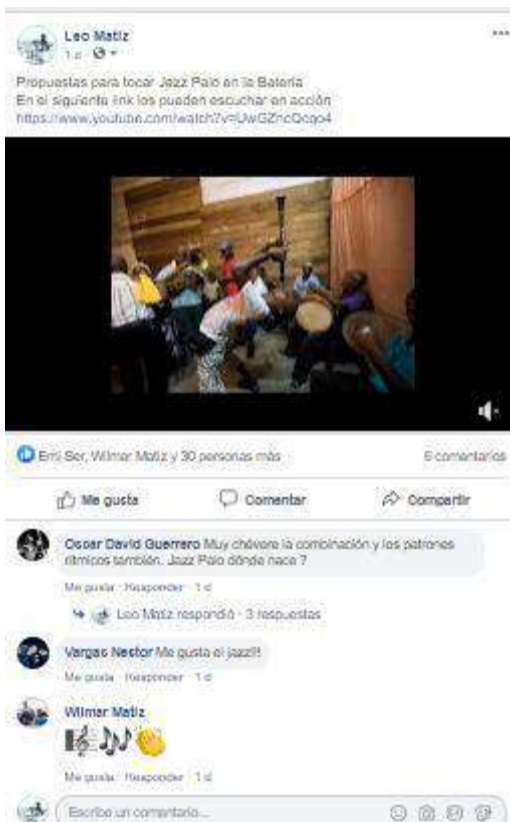 Leo Matiz
1 d
Propuestas para tocar Jazz Palo en la Batería
En el siguiente link los pueden escuchar en acción
https://www.youtube.com/watch?v=UwGZhcQcqo4
Emi Ser, Wilmar Matiz y 30 personas más
6 comentarios
Me gusta Comentar Compartir
Oscar David Guerrero Muy chévere la combinación y los patrones
rítmicos también. Jazz Palo dónde nace ?
Me gusta · Responder · 1 d
Leo Matiz respondió · 3 respuestas
Vargas Nestor Me gusta el jazz!!!
Me gusta · Responder · 1 d
Wilmar Matiz
Me gusta · Responder · 1 d
Escribe un comentario...